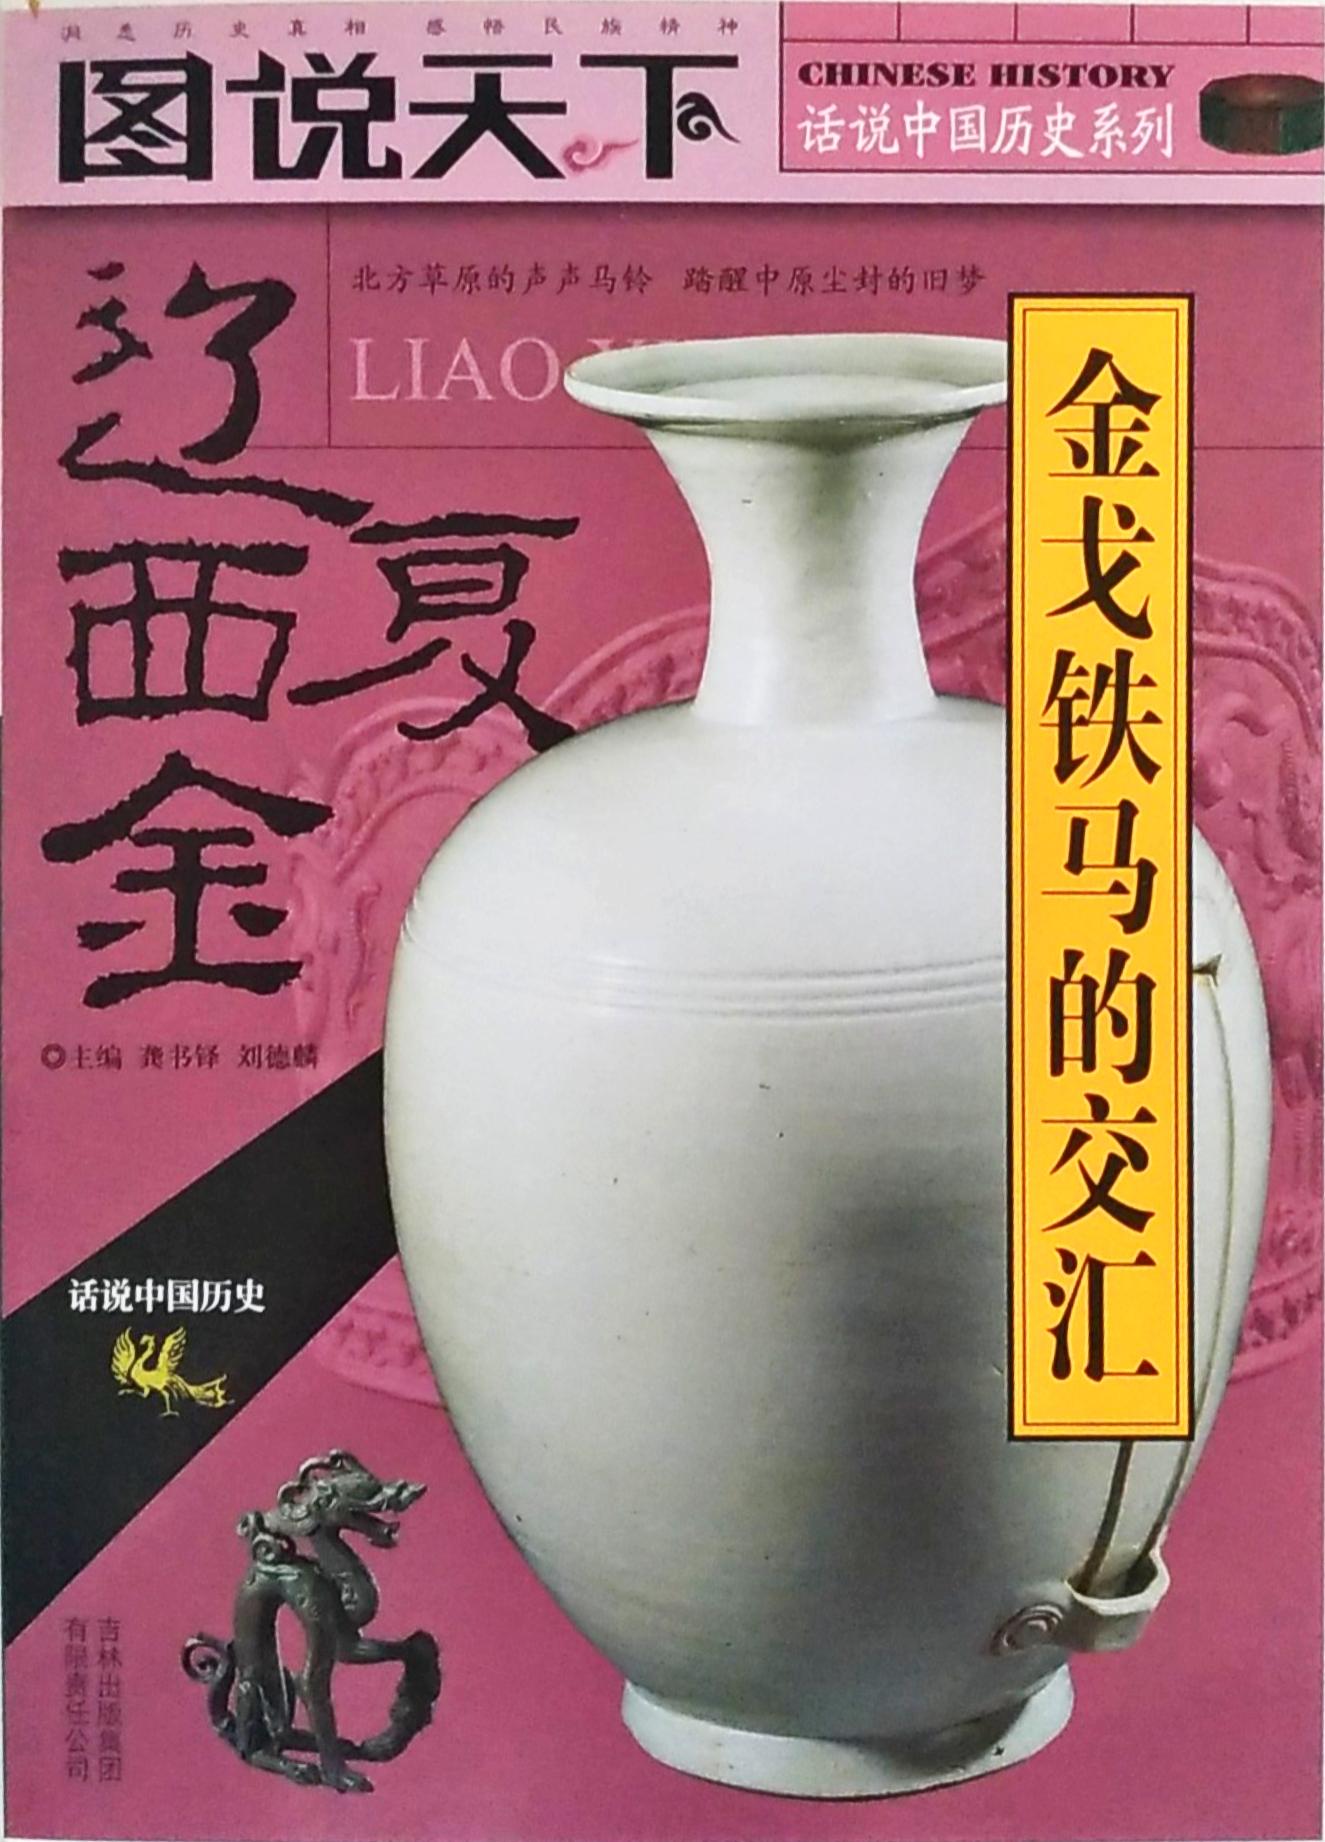 洞悉历史真相 感悟民族精神
图说天下
CHINESE HISTORY
话说中国历史系列
北方草原的声声马铃 踏醒中原尘封的旧梦
LIAO
辽
西夏
金
金戈铁马的交汇
主编 龚书铎 刘德麟
话说中国历史
吉林出版集团
有限责任公司